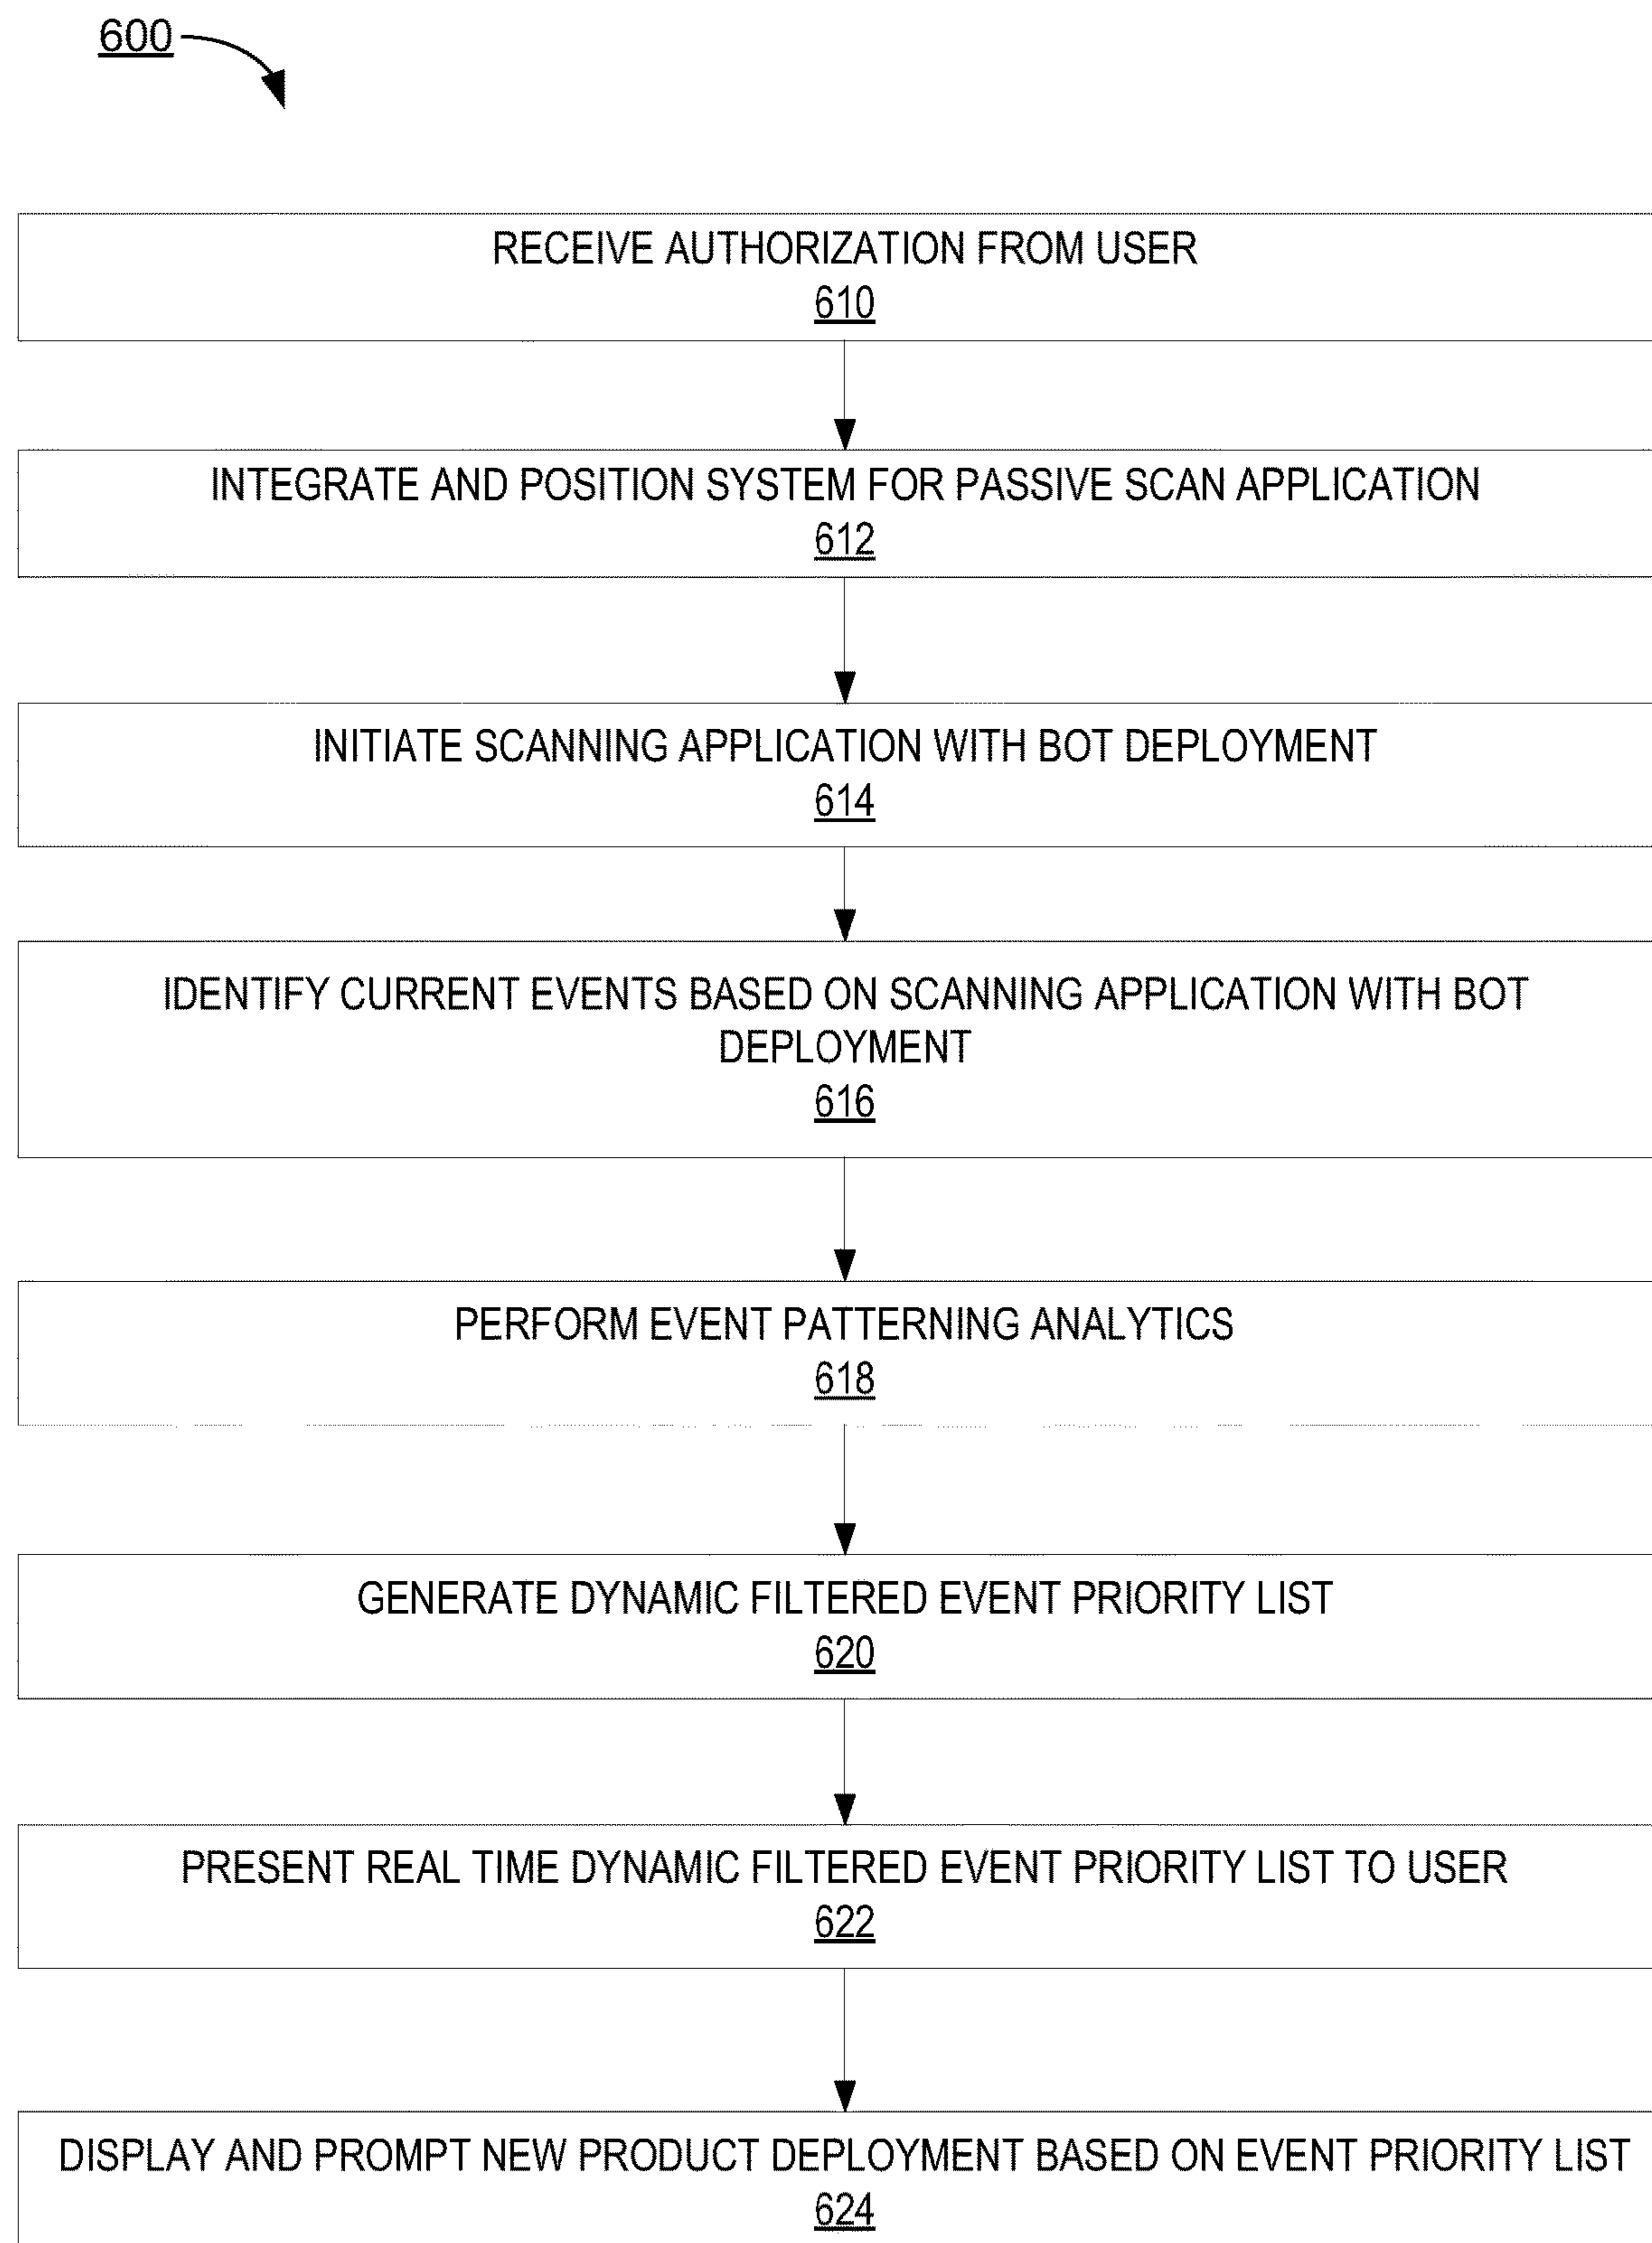 600
RECEIVE AUTHORIZATION FROM USER
610
INTEGRATE AND POSITION SYSTEM FOR PASSIVE SCAN APPLICATION
612
INITIATE SCANNING APPLICATION WITH BOT DEPLOYMENT
614
IDENTIFY CURRENT EVENTS BASED ON SCANNING APPLICATION WITH BOT
DEPLOYMENT
616
PERFORM EVENT PATTERNING ANALYTICS
618
GENERATE DYNAMIC FILTERED EVENT PRIORITY LIST
620
PRESENT REAL TIME DYNAMIC FILTERED EVENT PRIORITY LIST TO USER
622
DISPLAY AND PROMPT NEW PRODUCT DEPLOYMENT BASED ON EVENT PRIORITY LIST
624